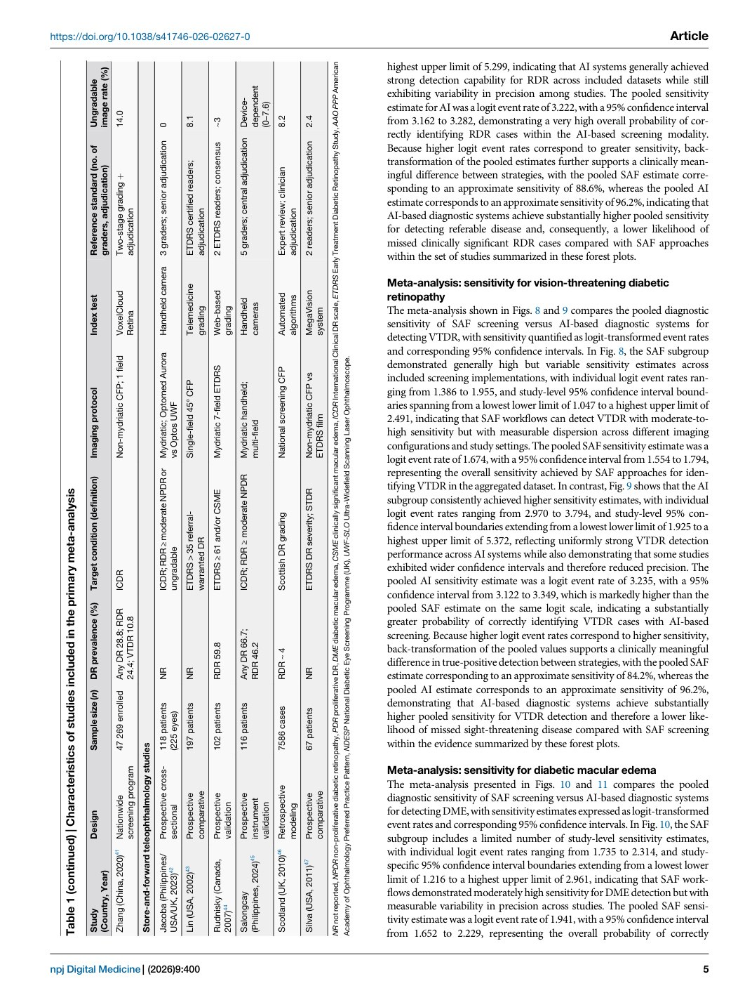 https://doi.org/10.1038/s41746-026-02627-0
Article
Table 1 (continued) | Characteristics of studies included in the primary meta-analysis
Study (Country, Year) Design Sample size (n) DR prevalence (%) Target condition (definition) Imaging protocol Index test Reference standard (no. of graders, adjudication) Ungradable image rate (%)
Zhang (China, 2020)41 Nationwide screening program 47 269 enrolled Any DR 28.8; RDR 24.4; VTDR 10.8 ICDR Non-mydriatic CFP; 1 field VoxelCloud Retina Two-stage grading + adjudication 14.0
Store-and-forward teleophthalmology studies
Jacoba (Philippines/USA/UK, 2023)42 Prospective cross-sectional 118 patients (225 eyes) NR ICDR; RDR ≥ moderate NPDR or ungradable Mydriatic; Optomed Aurora vs Optos UWF Handheld camera 3 graders; senior adjudication 0
Lin (USA, 2002)43 Prospective comparative 197 patients NR ETDRS > 35 referral-warranted DR Single-field 45° CFP Telemedicine grading ETDRS certified readers; adjudication 8.1
Rudnisky (Canada, 2007)44 Prospective validation 102 patients RDR 59.8 ETDRS ≥ 61 and/or CSME Mydriatic 7-field ETDRS Web-based grading 2 ETDRS readers; consensus ~3
Salongcay (Philippines, 2024)45 Prospective instrument validation 116 patients Any DR 66.7; RDR 46.2 ICDR; RDR ≥ moderate NPDR Mydriatic handheld; multi-field Handheld cameras 5 graders; central adjudication Device-dependent (0–7.6)
Scotland (UK, 2010)46 Retrospective modeling 7586 cases RDR ~ 4 Scottish DR grading National screening CFP Automated algorithms Expert review; clinician adjudication 8.2
Silva (USA, 2011)47 Prospective comparative 67 patients NR ETDRS DR severity; STDR Non-mydriatic CFP vs ETDRS film MegaVision system 2 readers; senior adjudication 2.4
NR not reported, NPDR non-proliferative diabetic retinopathy, PDR proliferative DR, DME diabetic macular edema, CSME clinically significant macular edema, ICDR International Clinical DR scale, ETDRS Early Treatment Diabetic Retinopathy Study, AAO PPP American
Academy of Ophthalmology Preferred Practice Pattern, NDESP National Diabetic Eye Screening Programme (UK), UWF-SLO Ultra-Widefield Scanning Laser Ophthalmoscope.
highest upper limit of 5.299, indicating that AI systems generally achieved
strong detection capability for RDR across included datasets while still
exhibiting variability in precision among studies. The pooled sensitivity
estimate for AI was a logit event rate of 3.222, with a 95% confidence interval
from 3.162 to 3.282, demonstrating a very high overall probability of cor-
rectly identifying RDR cases within the AI-based screening modality.
Because higher logit event rates correspond to greater sensitivity, back-
transformation of the pooled estimates further supports a clinically mean-
ingful difference between strategies, with the pooled SAF estimate corre-
sponding to an approximate sensitivity of 88.6%, whereas the pooled AI
estimate corresponds to an approximate sensitivity of 96.2%, indicating that
AI-based diagnostic systems achieve substantially higher pooled sensitivity
for detecting referable disease and, consequently, a lower likelihood of
missed clinically significant RDR cases compared with SAF approaches
within the set of studies summarized in these forest plots.
Meta-analysis: sensitivity for vision-threatening diabetic
retinopathy
The meta-analysis shown in Figs. 8 and 9 compares the pooled diagnostic
sensitivity of SAF screening versus AI-based diagnostic systems for
detecting VTDR, with sensitivity quantified as logit-transformed event rates
and corresponding 95% confidence intervals. In Fig. 8, the SAF subgroup
demonstrated generally high but variable sensitivity estimates across
included screening implementations, with individual logit event rates ran-
ging from 1.386 to 1.955, and study-level 95% confidence interval bound-
aries spanning from a lowest lower limit of 1.047 to a highest upper limit of
2.491, indicating that SAF workflows can detect VTDR with moderate-to-
high sensitivity but with measurable dispersion across different imaging
configurations and study settings. The pooled SAF sensitivity estimate was a
logit event rate of 1.674, with a 95% confidence interval from 1.554 to 1.794,
representing the overall sensitivity achieved by SAF approaches for iden-
tifying VTDR in the aggregated dataset. In contrast, Fig. 9 shows that the AI
subgroup consistently achieved higher sensitivity estimates, with individual
logit event rates ranging from 2.970 to 3.794, and study-level 95% con-
fidence interval boundaries extending from a lowest lower limit of 1.925 to a
highest upper limit of 5.372, reflecting uniformly strong VTDR detection
performance across AI systems while also demonstrating that some studies
exhibited wider confidence intervals and therefore reduced precision. The
pooled AI sensitivity estimate was a logit event rate of 3.235, with a 95%
confidence interval from 3.122 to 3.349, which is markedly higher than the
pooled SAF estimate on the same logit scale, indicating a substantially
greater probability of correctly identifying VTDR cases with AI-based
screening. Because higher logit event rates correspond to higher sensitivity,
back-transformation of the pooled values supports a clinically meaningful
difference in true-positive detection between strategies, with the pooled SAF
estimate corresponding to an approximate sensitivity of 84.2%, whereas the
pooled AI estimate corresponds to an approximate sensitivity of 96.2%,
demonstrating that AI-based diagnostic systems achieve substantially
higher pooled sensitivity for VTDR detection and therefore a lower like-
lihood of missed sight-threatening disease compared with SAF screening
within the evidence summarized by these forest plots.
Meta-analysis: sensitivity for diabetic macular edema
The meta-analysis presented in Figs. 10 and 11 compares the pooled
diagnostic sensitivity of SAF screening versus AI-based diagnostic systems
for detecting DME, with sensitivity estimates expressed as logit-transformed
event rates and corresponding 95% confidence intervals. In Fig. 10, the SAF
subgroup includes a limited number of study-level sensitivity estimates,
with individual logit event rates ranging from 1.735 to 2.314, and study-
specific 95% confidence interval boundaries extending from a lowest lower
limit of 1.216 to a highest upper limit of 2.961, indicating that SAF work-
flows demonstrated moderately high sensitivity for DME detection but with
measurable variability in precision across studies. The pooled SAF sensi-
tivity estimate was a logit event rate of 1.941, with a 95% confidence interval
from 1.652 to 2.229, representing the overall probability of correctly
npj Digital Medicine | (2026)9:400
5